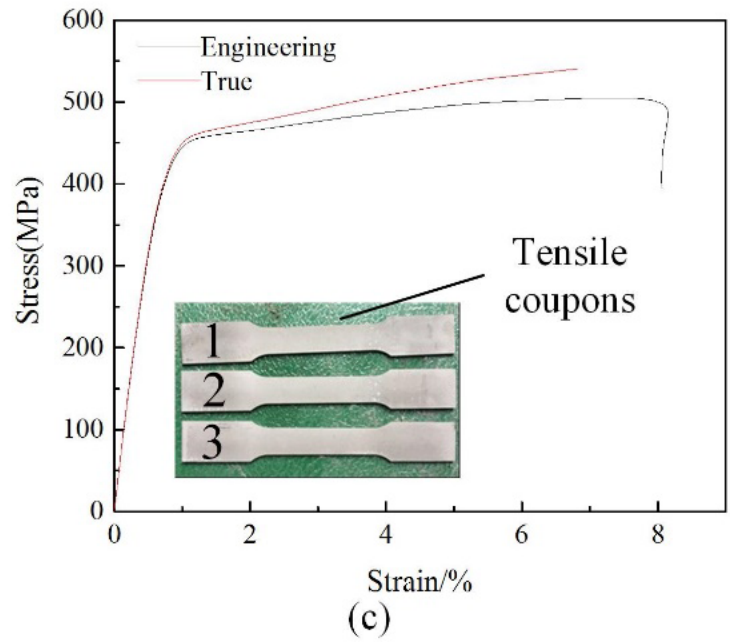 600
500
400
300
200
100
0
Stress(MPa)
Engineering
True
Tensile
coupons
1
2
3
0 2 4 6 8
Strain/%
(c)